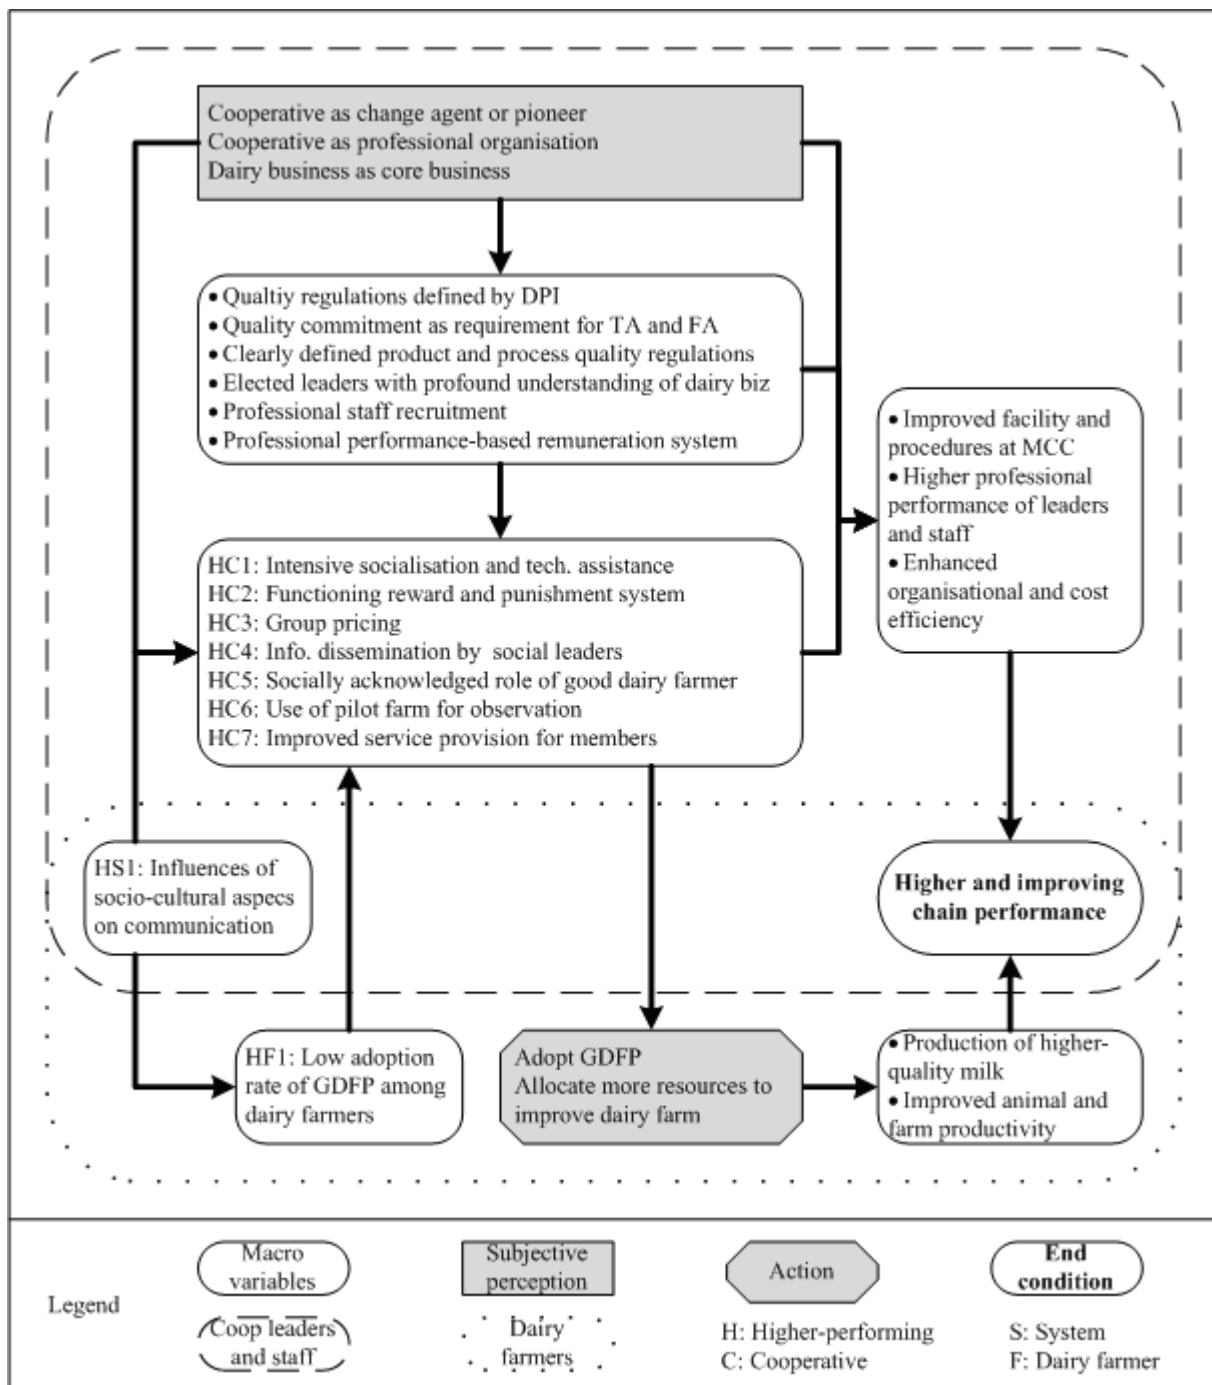 Cooperative as change agent or pioneer
Cooperative as professional organisation
Dairy business as core business
• Qualtiy regulations defined by DPI
• Quality commitment as requirement for TA and FA
• Clearly defined product and process quality regulations
• Elected leaders with profound understanding of dairy biz
• Professional staff recruitment
• Professional performance-based remuneration system
• Improved facility and
procedures at MCC
• Higher professional
performance of leaders
and staff
• Enhanced
organisational and cost
efficiency
HC1: Intensive socialisation and tech. assistance
HC2: Functioning reward and punishment system
HC3: Group pricing
HC4: Info. dissemination by social leaders
HC5: Socially acknowledged role of good dairy farmer
HC6: Use of pilot farm for observation
HC7: Improved service provision for members
HS1: Influences of
socio-cultural aspecs
on communication
Higher and improving
chain performance
HF1: Low adoption
rate of GDFP among
dairy farmers
Adopt GDFP
Allocate more resources to
improve dairy farm
• Production of higher-
quality milk
• Improved animal and
farm productivity
Legend
Macro
variables
Subjective
perception
Action
End
condition
Coop leaders
and staff
Dairy
farmers
H: Higher-performing
C: Cooperative
S: System
F: Dairy farmer